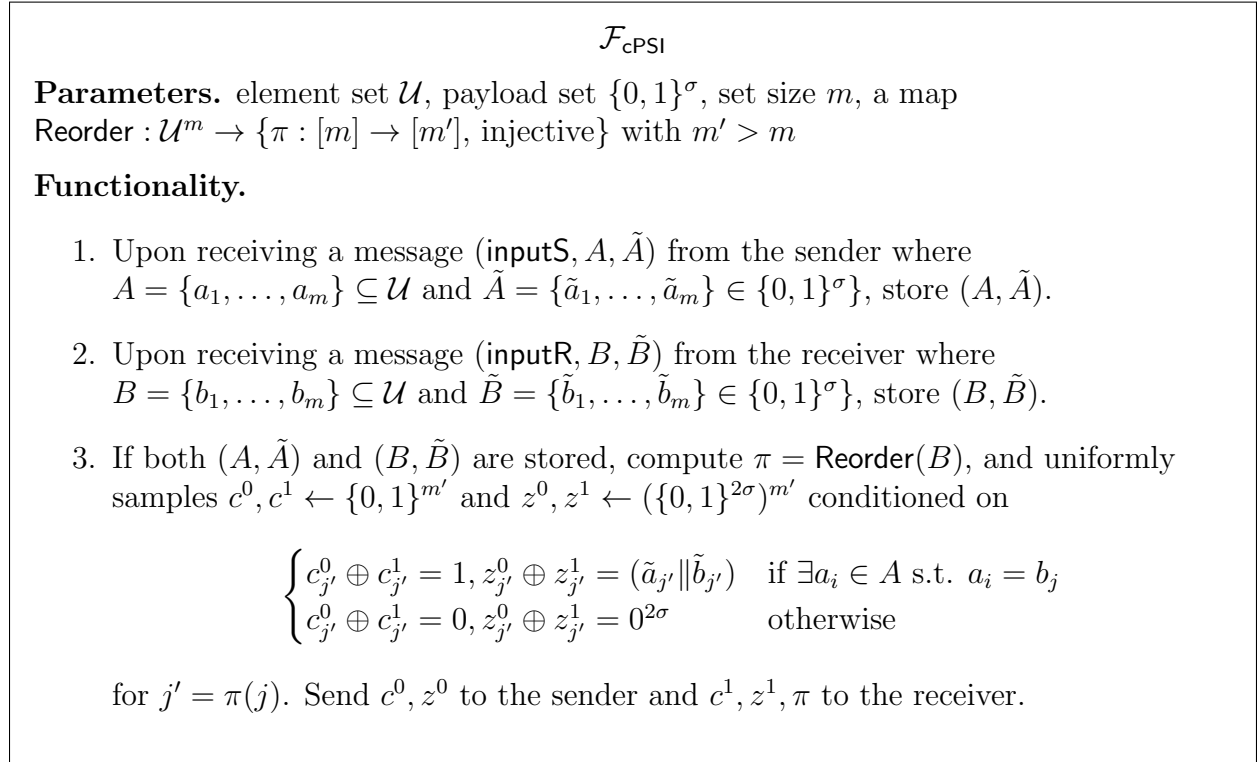 𝓕_cPSI
Parameters. element set 𝒰, payload set {0, 1}^σ, set size m, a map
Reorder : 𝒰^m → {π : [m] → [m′], injective} with m′ > m
Functionality.
1. Upon receiving a message (inputS, A, Ã) from the sender where
A = {a_1, . . . , a_m} ⊆ 𝒰 and Ã = {ã_1, . . . , ã_m} ∈ {0, 1}^σ}, store (A, Ã).
2. Upon receiving a message (inputR, B, B̃) from the receiver where
B = {b_1, . . . , b_m} ⊆ 𝒰 and B̃ = {b̃_1, . . . , b̃_m} ∈ {0, 1}^σ}, store (B, B̃).
3. If both (A, Ã) and (B, B̃) are stored, compute π = Reorder(B), and uniformly
samples c^0, c^1 ← {0, 1}^{m′} and z^0, z^1 ← ({0, 1}^{2σ})^{m′} conditioned on
{ c^0_{j′} ⊕ c^1_{j′} = 1, z^0_{j′} ⊕ z^1_{j′} = (ã_{j′}‖b̃_{j′}) if ∃a_i ∈ A s.t. a_i = b_j
c^0_{j′} ⊕ c^1_{j′} = 0, z^0_{j′} ⊕ z^1_{j′} = 0^{2σ} otherwise
for j′ = π(j). Send c^0, z^0 to the sender and c^1, z^1, π to the receiver.